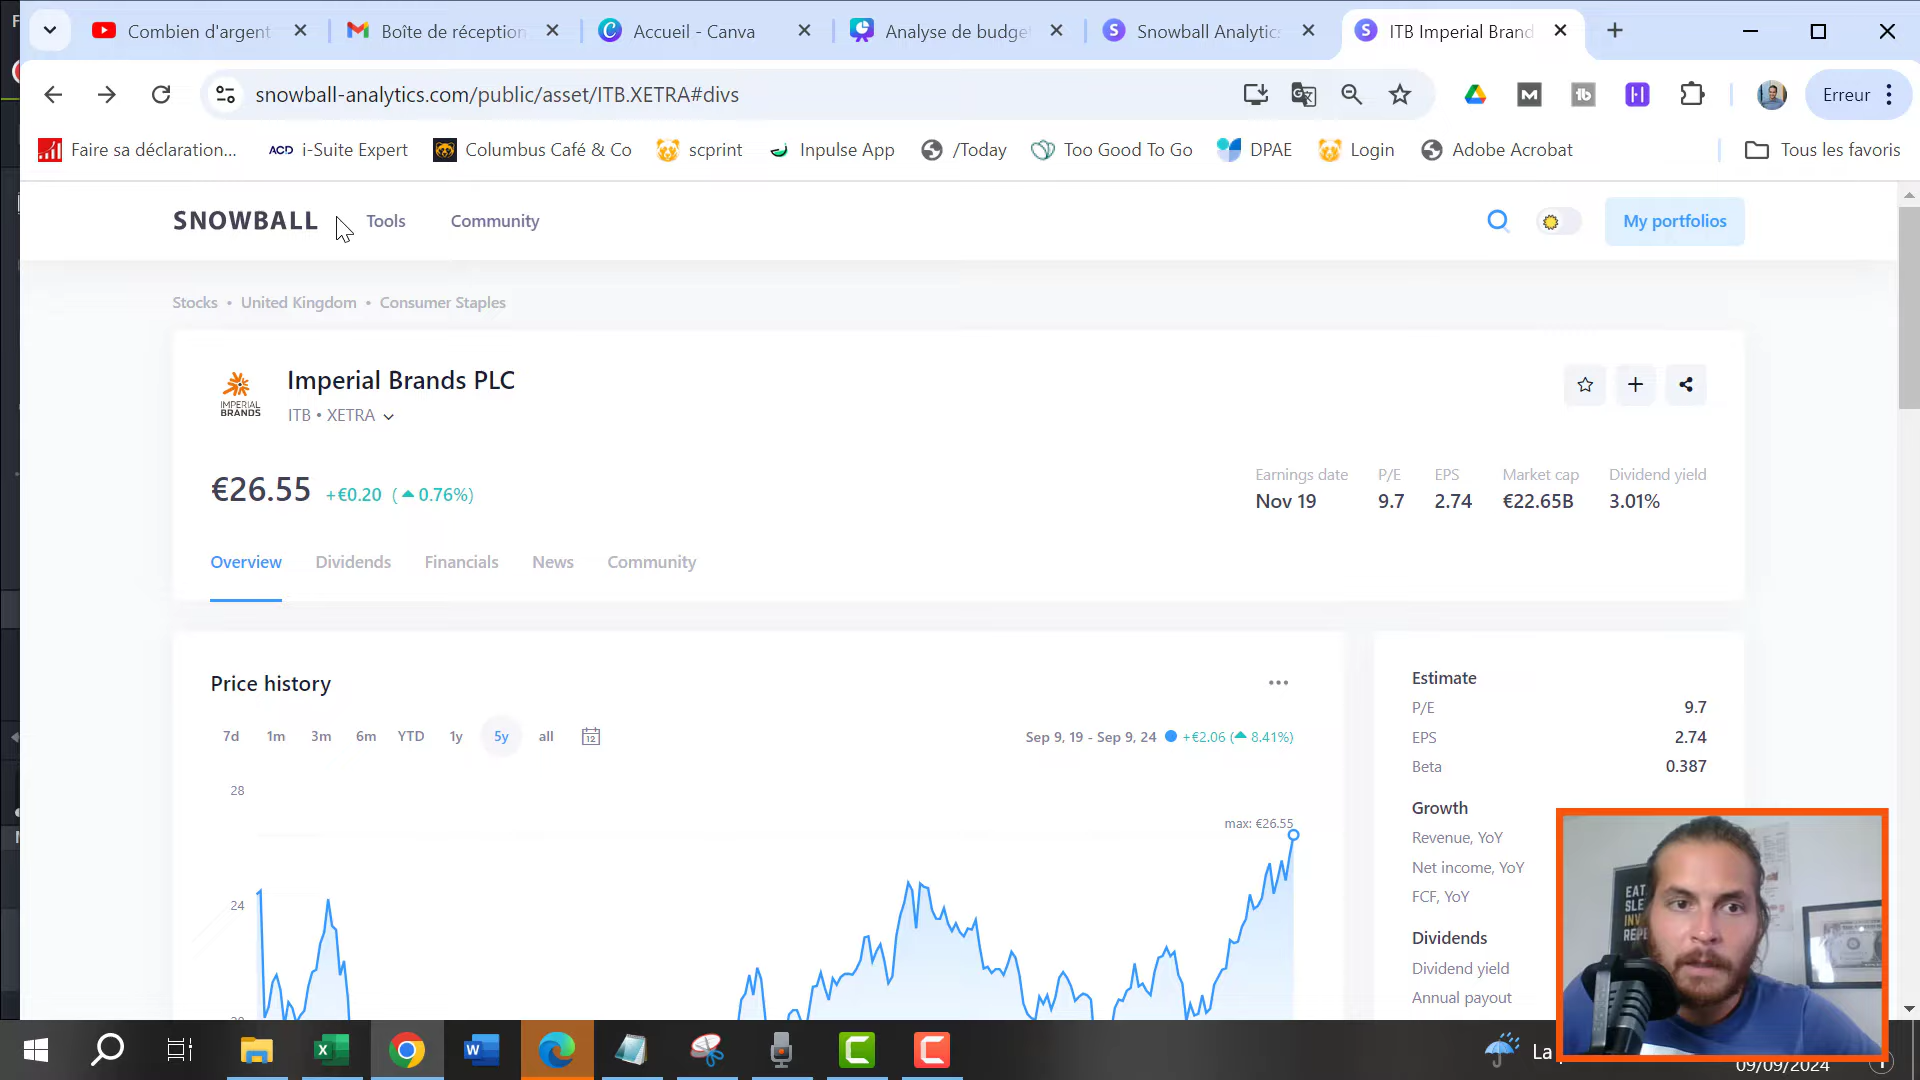 Combien d'argent
Boîte de réception
Accueil - Canva
Analyse de budge
Snowball Analytics
ITB Imperial Brand
snowball-analytics.com/public/asset/ITB.XETRA#divs
Erreur
Faire sa déclaration...
ACD i-Suite Expert
Columbus Café & Co
scprint
Inpulse App
/Today
Too Good To Go
DPAE
Login
Adobe Acrobat
Tous les favoris
SNOWBALL
Tools
Community
My portfolios
Stocks • United Kingdom • Consumer Staples
IMPERIAL
BRANDS
Imperial Brands PLC
ITB • XETRA
€26.55 +€0.20 (▲ 0.76%)
Earnings date P/E EPS Market cap Dividend yield
Nov 19 9.7 2.74 €22.65B 3.01%
Overview Dividends Financials News Community
Price history
7d 1m 3m 6m YTD 1y 5y all 12
Sep 9, 19 - Sep 9, 24 +€2.06 (▲ 8.41%)
28
max: €26.55
24
Estimate
P/E 9.7
EPS 2.74
Beta 0.387
Growth
Revenue, YoY
Net income, YoY
FCF, YoY
Dividends
Dividend yield
Annual payout
EAT
La
09/09/2024